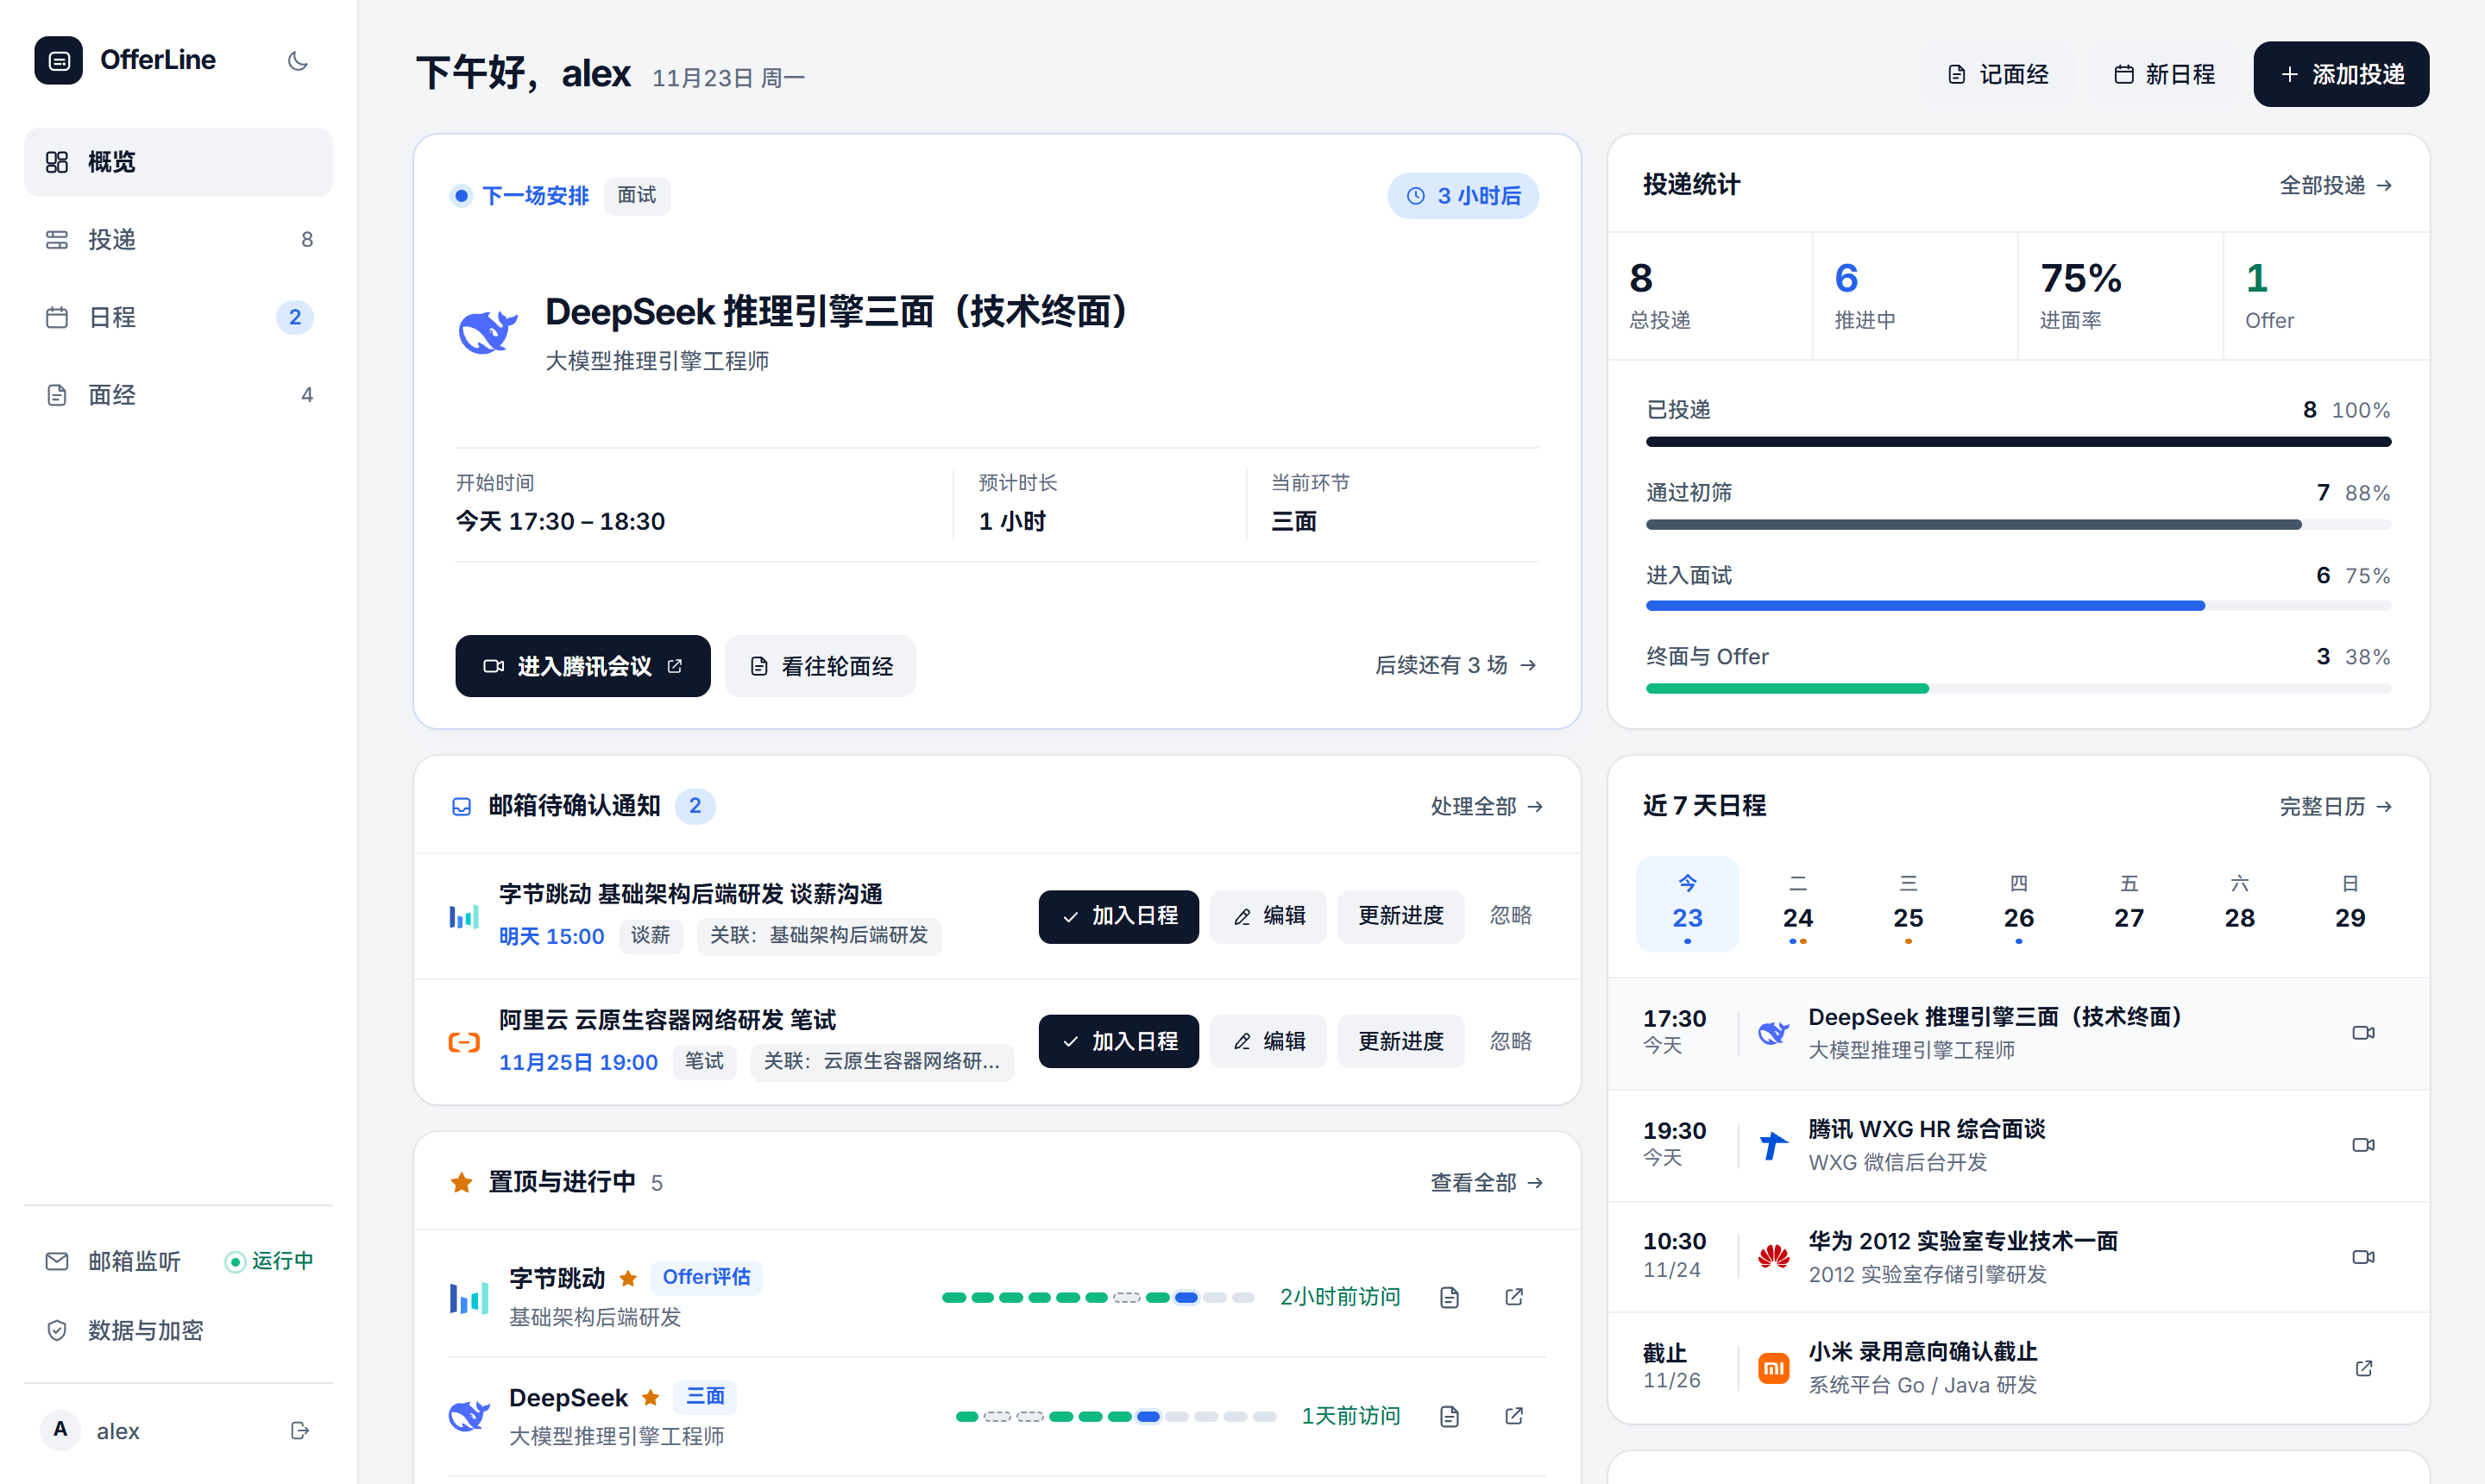 OfferLine
概览
投递 8
日程 2
面经 4
邮箱监听 运行中
数据与加密
A alex
下午好，alex 11月23日 周一
记面经 新日程 添加投递
下一场安排 面试 3 小时后
DeepSeek 推理引擎三面（技术终面）
大模型推理引擎工程师
开始时间 预计时长 当前环节
今天 17:30 – 18:30 1 小时 三面
进入腾讯会议 看往轮面经 后续还有 3 场 →
投递统计 全部投递 →
8 6 75% 1
总投递 推进中 进面率 Offer
已投递 8 100%
通过初筛 7 88%
进入面试 6 75%
终面与 Offer 3 38%
邮箱待确认通知 2 处理全部 →
字节跳动 基础架构后端研发 谈薪沟通
明天 15:00 谈薪 关联：基础架构后端研发
加入日程 编辑 更新进度 忽略
阿里云 云原生容器网络研发 笔试
11月25日 19:00 笔试 关联：云原生容器网络研...
加入日程 编辑 更新进度 忽略
置顶与进行中 5 查看全部 →
字节跳动 Offer评估
基础架构后端研发
2小时前访问
DeepSeek 三面
大模型推理引擎工程师
1天前访问
近 7 天日程 完整日历 →
今 二 三 四 五 六 日
23 24 25 26 27 28 29
17:30 DeepSeek 推理引擎三面（技术终面）
今天 大模型推理引擎工程师
19:30 腾讯 WXG HR 综合面谈
今天 WXG 微信后台开发
10:30 华为 2012 实验室专业技术一面
11/24 2012 实验室存储引擎研发
截止 小米 录用意向确认截止
11/26 系统平台 Go / Java 研发